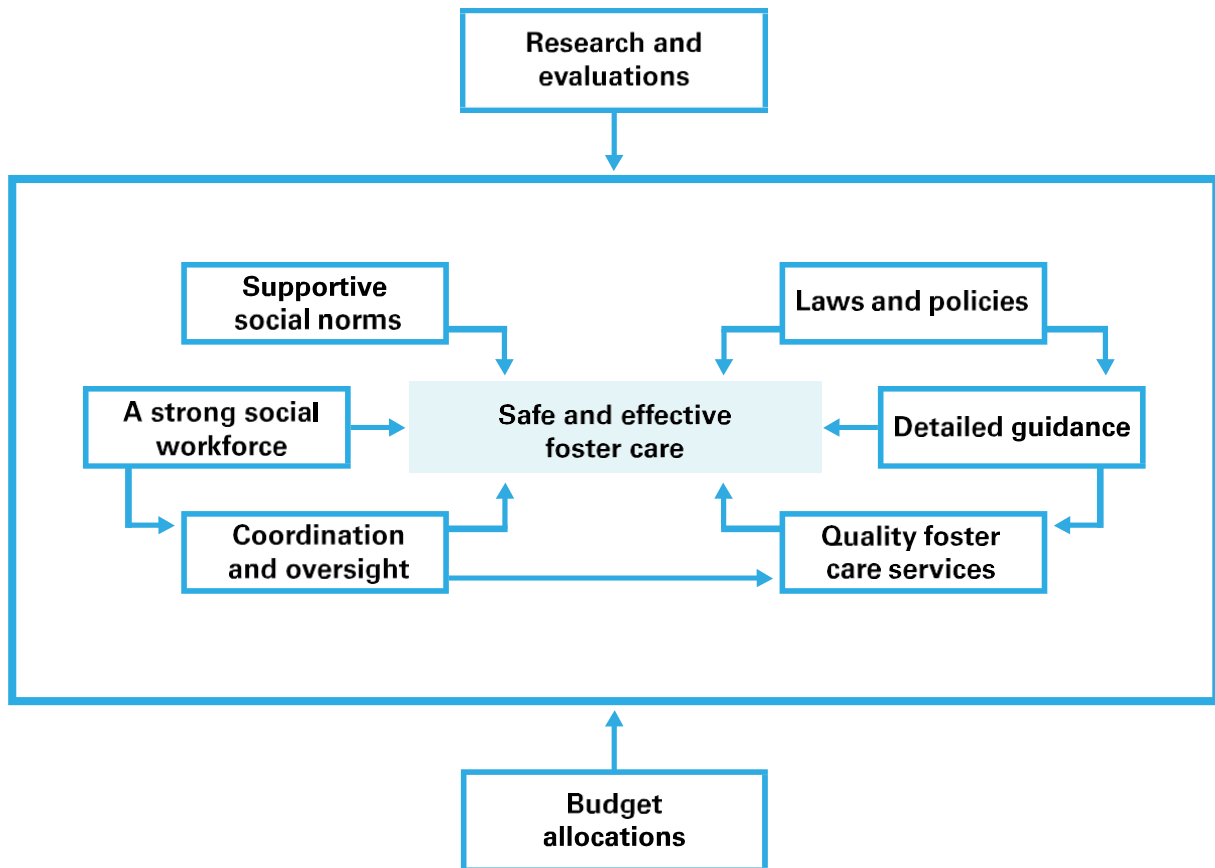 Research and
evaluations
Supportive
social norms
Laws and policies
A strong social
workforce
Safe and effective
foster care
Detailed guidance
Coordination
and oversight
Quality foster
care services
Budget
allocations